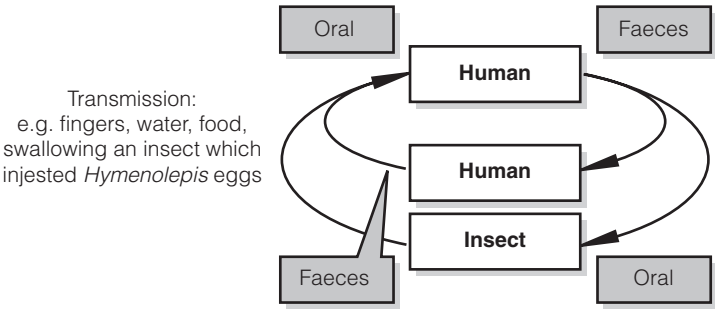 Oral
Faeces
Human
Transmission:
e.g. fingers, water, food,
swallowing an insect which
injested Hymenolepis eggs
Human
Insect
Faeces
Oral